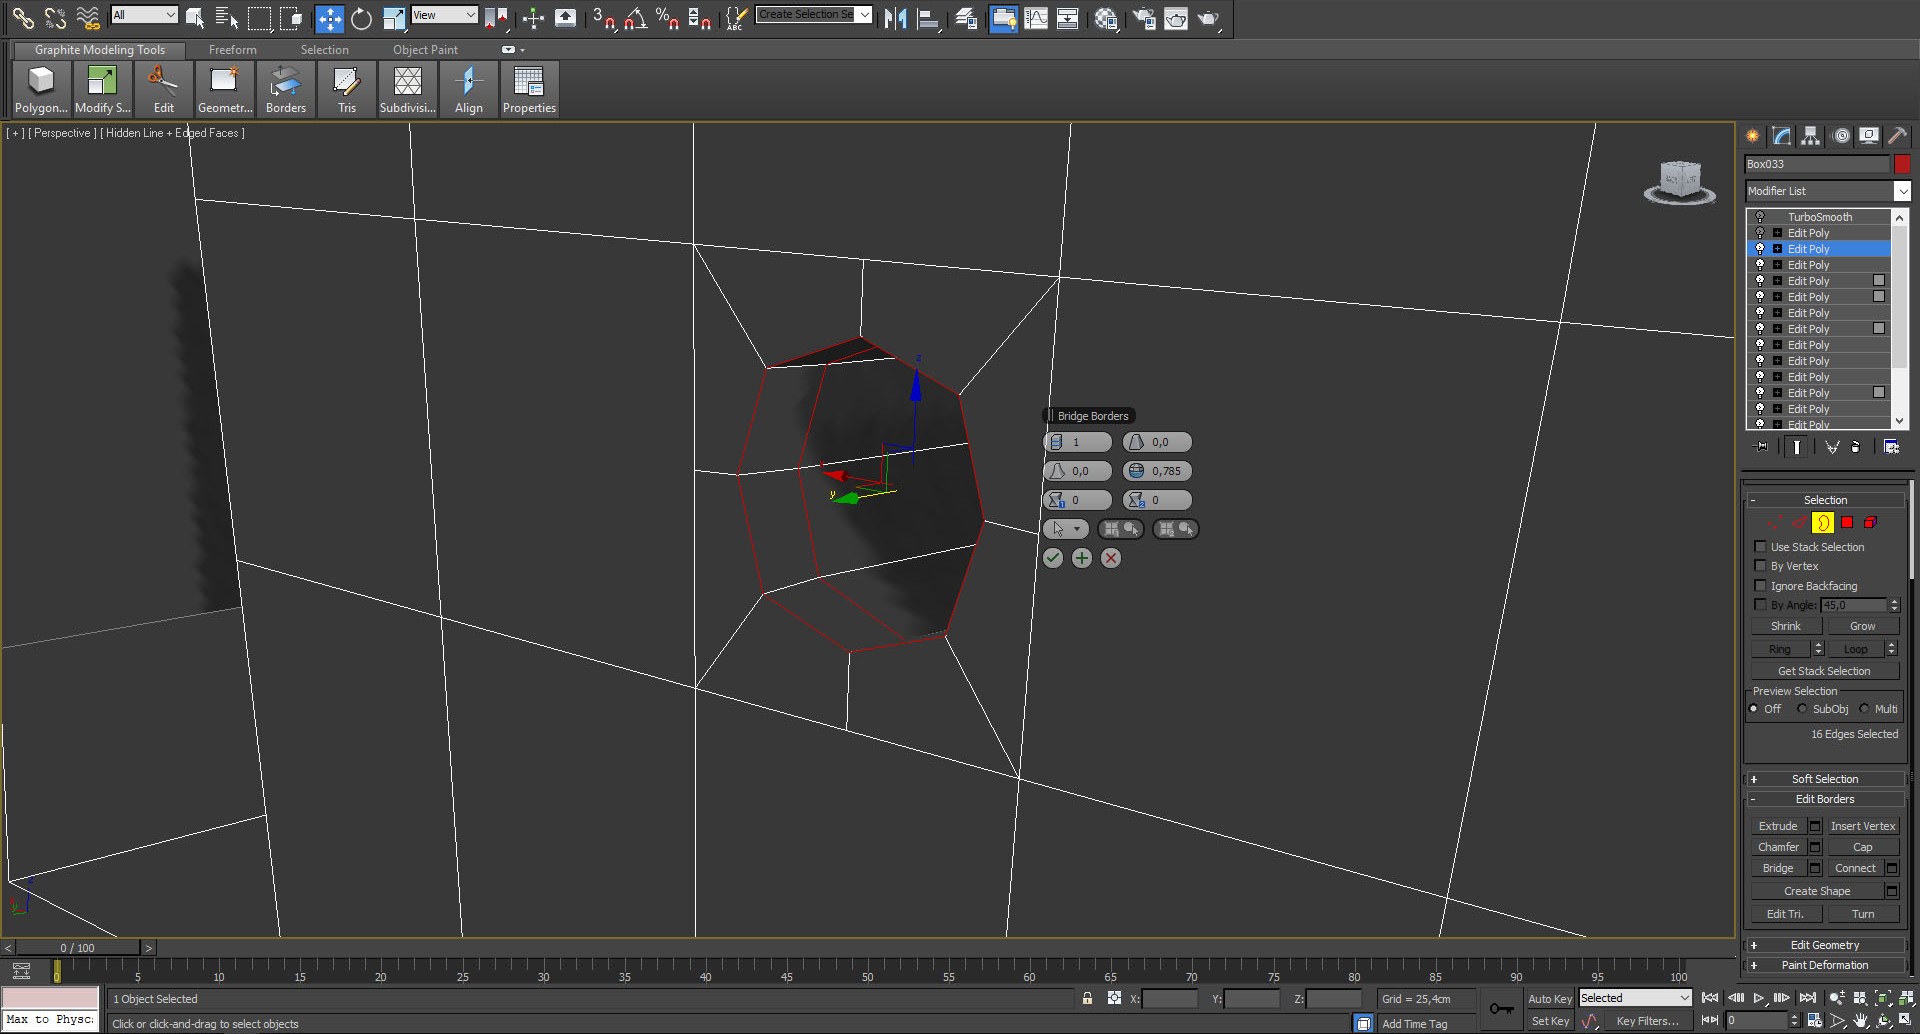 All
View
3
%
ABC
Create Selection Se
Graphite Modeling Tools
Freeform
Selection
Object Paint
Polygon...
Modify S...
Edit
Geometr...
Borders
Tris
Subdivisi...
Align
Properties
[ + ] [ Perspective ] [ Hidden Line + Edged Faces ]
Box033
Modifier List
TurboSmooth
Edit Poly
Edit Poly
Edit Poly
Edit Poly
Edit Poly
Edit Poly
Edit Poly
Edit Poly
Edit Poly
Edit Poly
Edit Poly
Edit Poly
Edit Poly
z
y
Bridge Borders
1
0,0
0,0
0,785
0
0
Selection
Use Stack Selection
By Vertex
Ignore Backfacing
By Angle: 45,0
Shrink
Grow
Ring
Loop
Get Stack Selection
Preview Selection
Off
SubObj
Multi
16 Edges Selected
+ Soft Selection
- Edit Borders
Extrude
Insert Vertex
Chamfer
Cap
Bridge
Connect
Create Shape
Edit Tri.
Turn
+ Edit Geometry
+ Paint Deformation
< 0 / 100 >
0 5 10 15 20 25 30 35 40 45 50 55 60 65 70 75 80 85 90 95 100
1 Object Selected
X:
Y:
Z:
Grid = 25,4cm
Auto Key
Selected
Max to Physc:
Click or click-and-drag to select objects
Add Time Tag
Set Key
Key Filters...
0